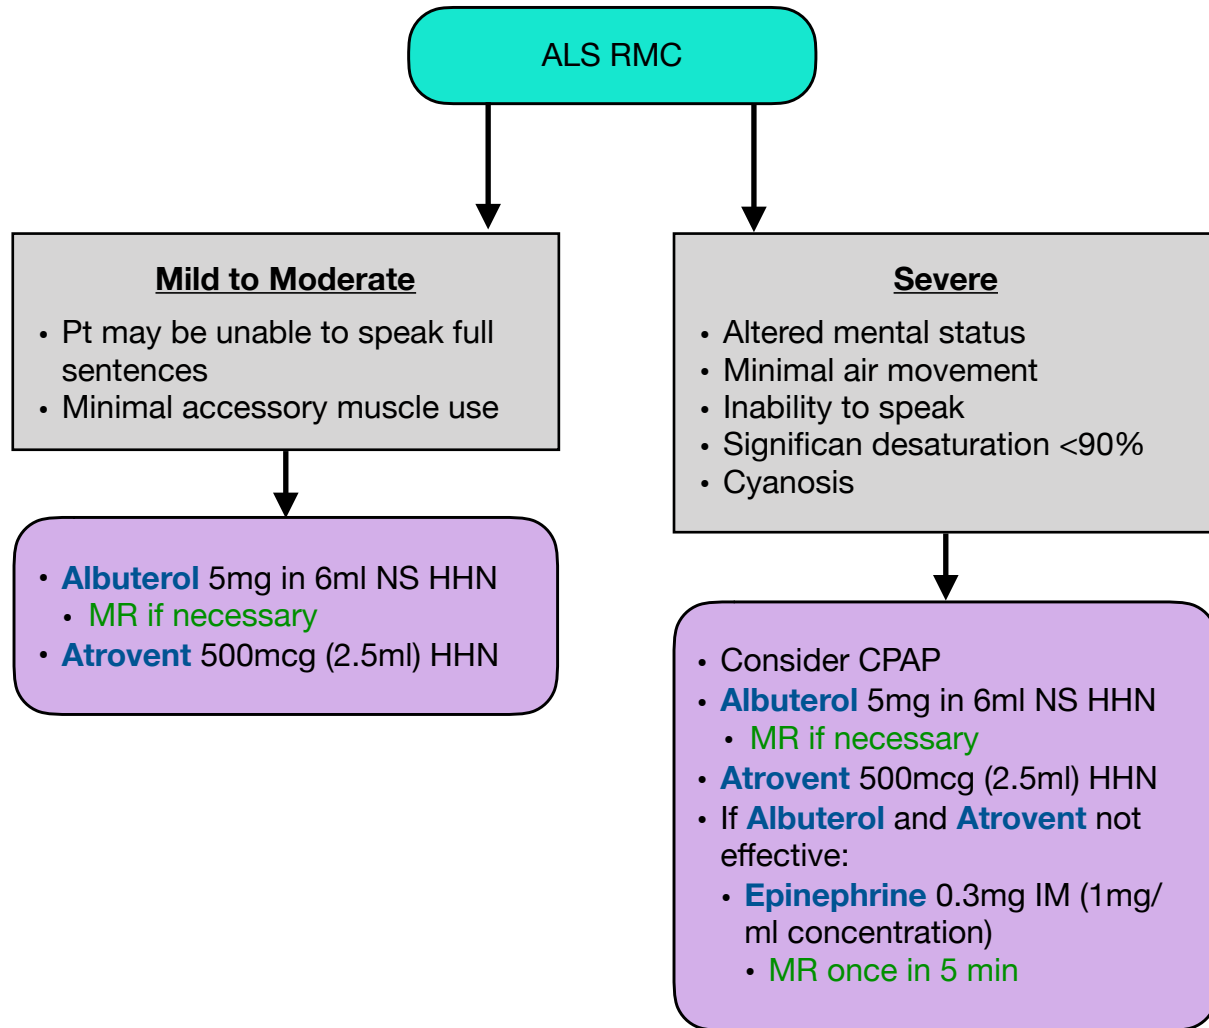 ALS RMC
Mild to Moderate
• Pt may be unable to speak full
sentences
• Minimal accessory muscle use
• Albuterol 5mg in 6ml NS HHN
• MR if necessary
• Atrovent 500mcg (2.5ml) HHN
Severe
• Altered mental status
• Minimal air movement
• Inability to speak
• Significan desaturation <90%
• Cyanosis
• Consider CPAP
• Albuterol 5mg in 6ml NS HHN
• MR if necessary
• Atrovent 500mcg (2.5ml) HHN
• If Albuterol and Atrovent not
effective:
• Epinephrine 0.3mg IM (1mg/
ml concentration)
• MR once in 5 min